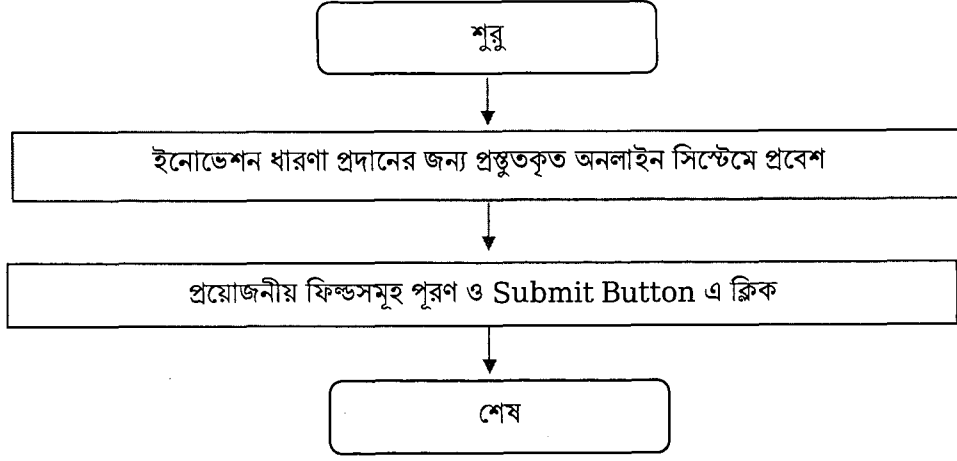 শুরু
ইনোভেশন ধারণা প্রদানের জন্য প্রস্তুতকৃত অনলাইন সিস্টেমে প্রবেশ
প্রয়োজনীয় ফিল্ডসমূহ পূরণ ও Submit Button এ ক্লিক
শেষ